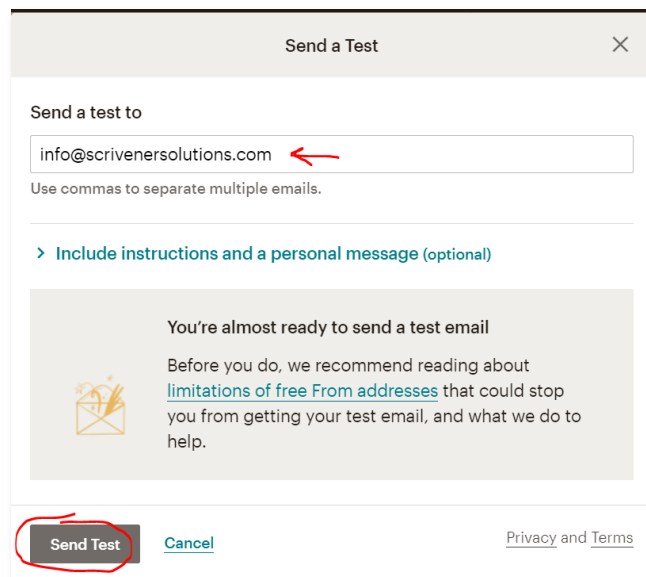 Send a Test
Send a test to
info@scrivenersolutions.com
Use commas to separate multiple emails.
Include instructions and a personal message (optional)
You’re almost ready to send a test email
Before you do, we recommend reading about
limitations of free From addresses that could stop
you from getting your test email, and what we do to
help.
Send Test Cancel Privacy and Terms